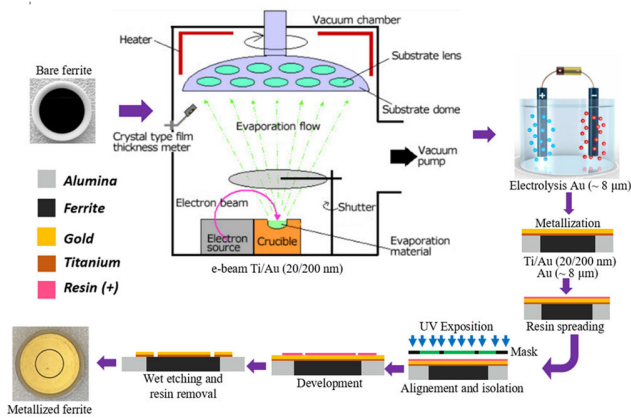 Vacuum chamber
Heater
Substrate lens
Substrate dome
Bare ferrite
Crystal type film
thickness meter
Evaporation flow
Vacuum
pump
Electron beam
Shutter
Electron
source
Crucible
Evaporation
material
e-beam Ti/Au (20/200 nm)
Alumina
Ferrite
Gold
Titanium
Resin (+)
+
-
Electrolysis Au (~ 8 μm)
Metallization
Ti/Au (20/200 nm)
Au (~ 8 μm)
Resin spreading
UV Exposition
Mask
Alignement and isolation
Development
Wet etching and
resin removal
Metallized ferrite